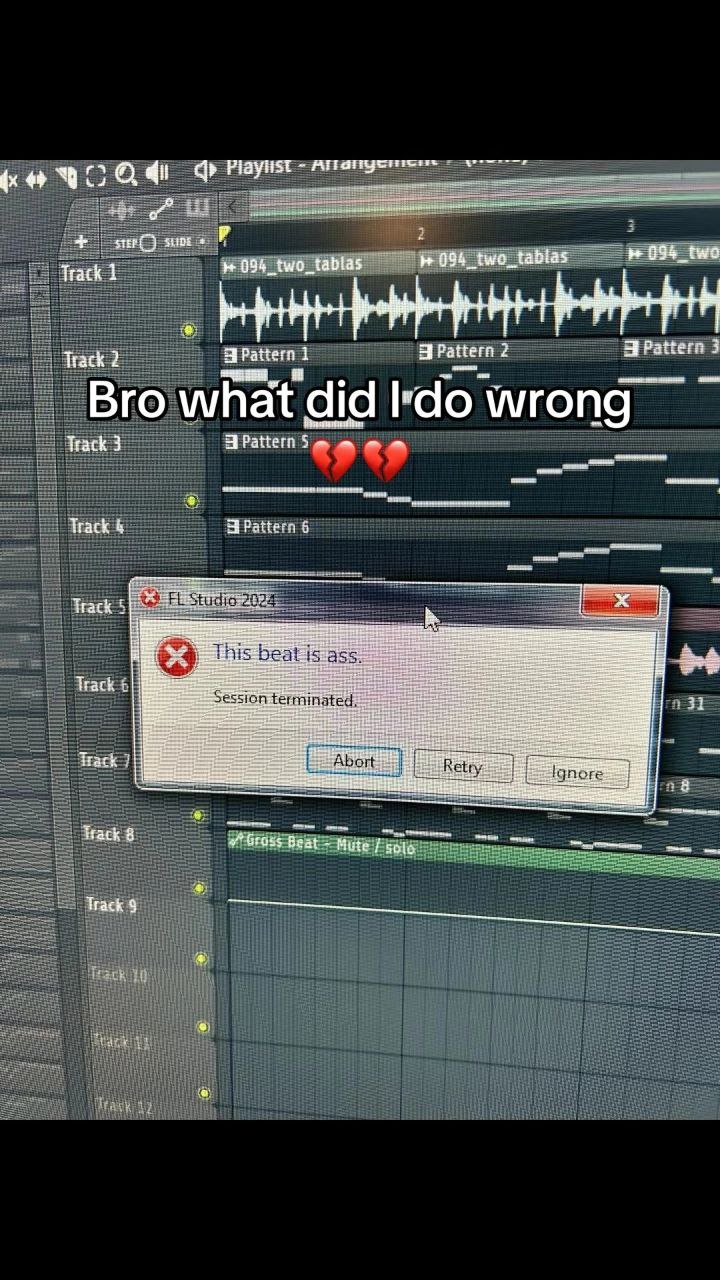 Playlist - Arrangement
STEP SLIDE
2
3
094_two_tablas
094_two_tablas
094_two
Track 1
Pattern 1
Pattern 2
Pattern 3
Track 2
Bro what did I do wrong
💔💔
Track 3
Pattern 5
Track 4
Pattern 6
Track 5
FL Studio 2024
This beat is ass.
Session terminated.
Track 6
rn 31
Abort
Retry
Ignore
Track 7
rn 8
Track 8
Gross Beat - Mute / solo
Track 9
Track 10
Track 11
Track 12